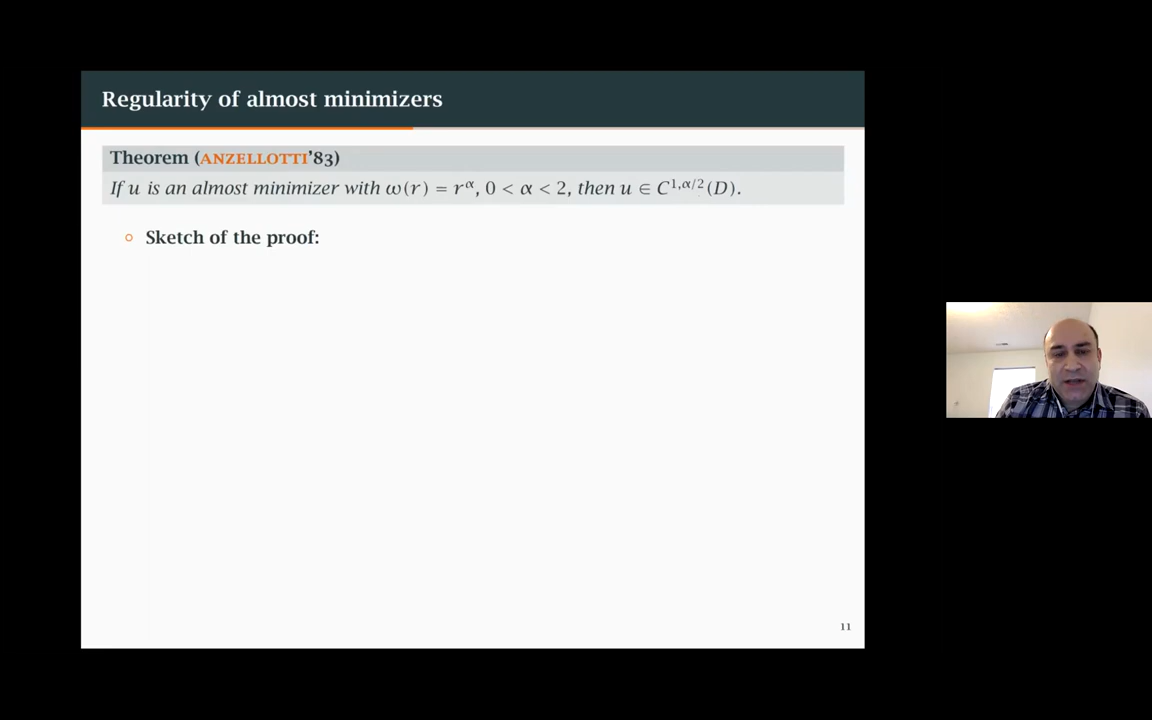 Regularity of almost minimizers
Theorem (ANZELLOTTI'83)
If u is an almost minimizer with ω(r) = r^α, 0 < α < 2, then u ∈ C^{1,α/2}(D).
Sketch of the proof:
11